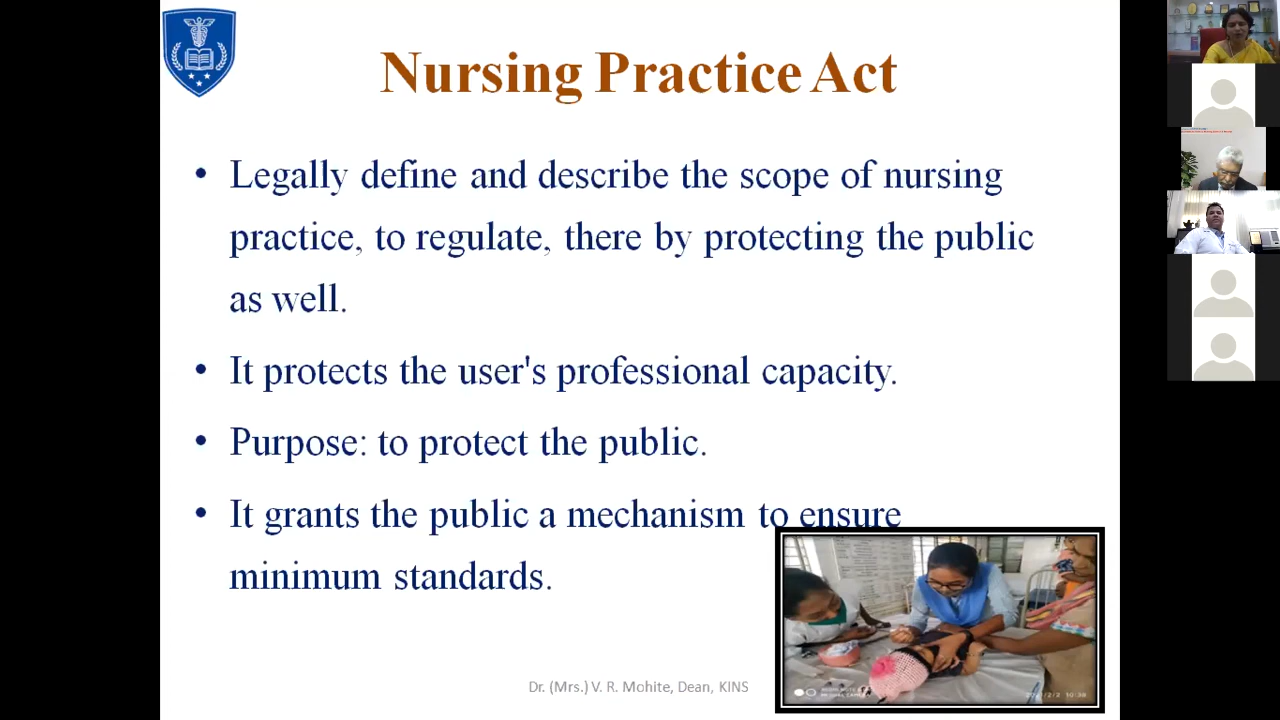 Nursing Practice Act
• Legally define and describe the scope of nursing
practice, to regulate, there by protecting the public
as well.
• It protects the user's professional capacity.
• Purpose: to protect the public.
• It grants the public a mechanism to ensure
minimum standards.
Dr. (Mrs.) V. R. Mohite, Dean, KINS